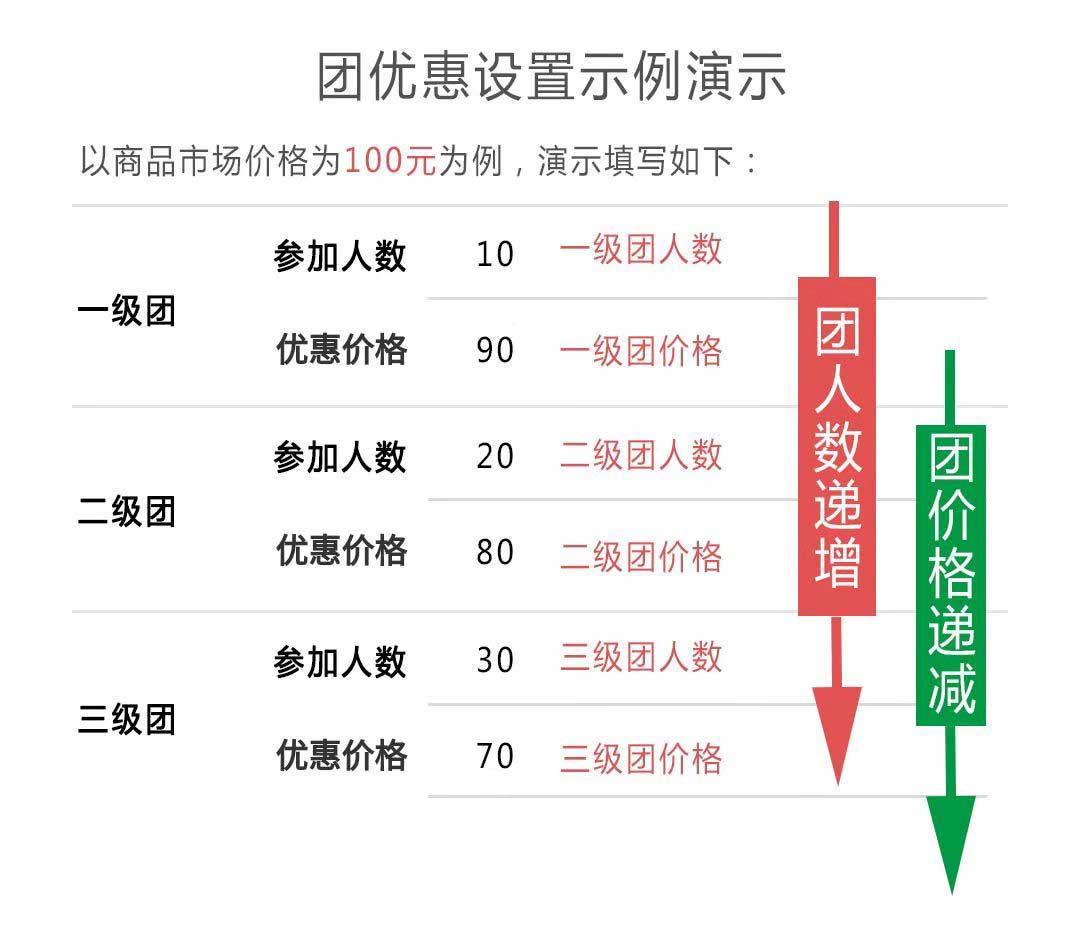 团优惠设置示例演示
以商品市场价格为100元为例，演示填写如下：
一级团
参加人数 10 一级团人数
优惠价格 90 一级团价格
二级团
参加人数 20 二级团人数
优惠价格 80 二级团价格
三级团
参加人数 30 三级团人数
优惠价格 70 三级团价格
团人数递增
团价格递减